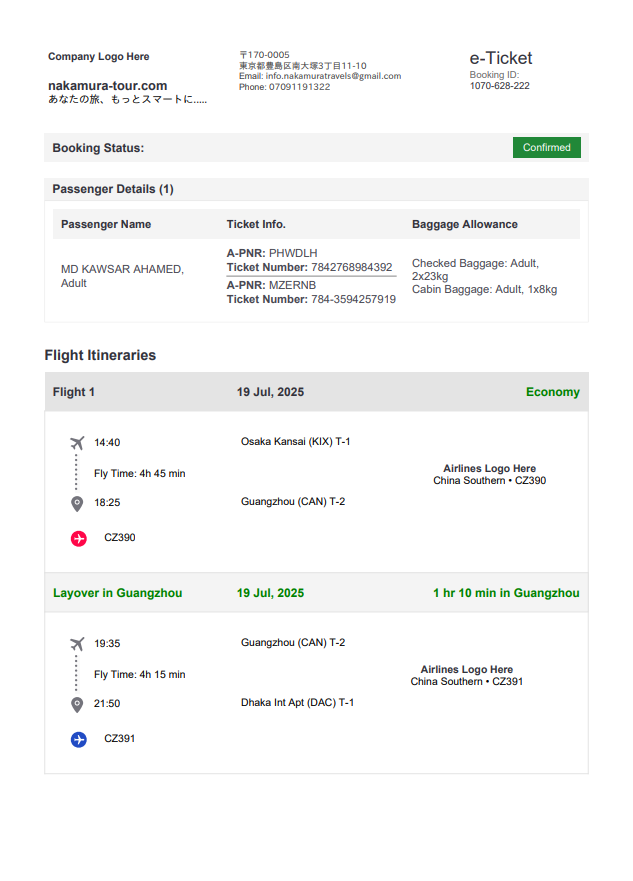 Company Logo Here
nakamura-tour.com
あなたの旅、もっとスマートに.....
〒170-0005
東京都豊島区南大塚3丁目11-10
Email: info.nakamuratravels@gmail.com
Phone: 07091191322
e-Ticket
Booking ID:
1070-628-222
Booking Status:
Confirmed
Passenger Details (1)
Passenger Name Ticket Info. Baggage Allowance
MD KAWSAR AHAMED,
Adult
A-PNR: PHWDLH
Ticket Number: 7842768984392
A-PNR: MZERNB
Ticket Number: 784-3594257919
Checked Baggage: Adult,
2x23kg
Cabin Baggage: Adult, 1x8kg
Flight Itineraries
Flight 1 19 Jul, 2025 Economy
14:40 Osaka Kansai (KIX) T-1
Fly Time: 4h 45 min
Airlines Logo Here
China Southern • CZ390
18:25 Guangzhou (CAN) T-2
CZ390
Layover in Guangzhou 19 Jul, 2025 1 hr 10 min in Guangzhou
19:35 Guangzhou (CAN) T-2
Fly Time: 4h 15 min
Airlines Logo Here
China Southern • CZ391
21:50 Dhaka Int Apt (DAC) T-1
CZ391